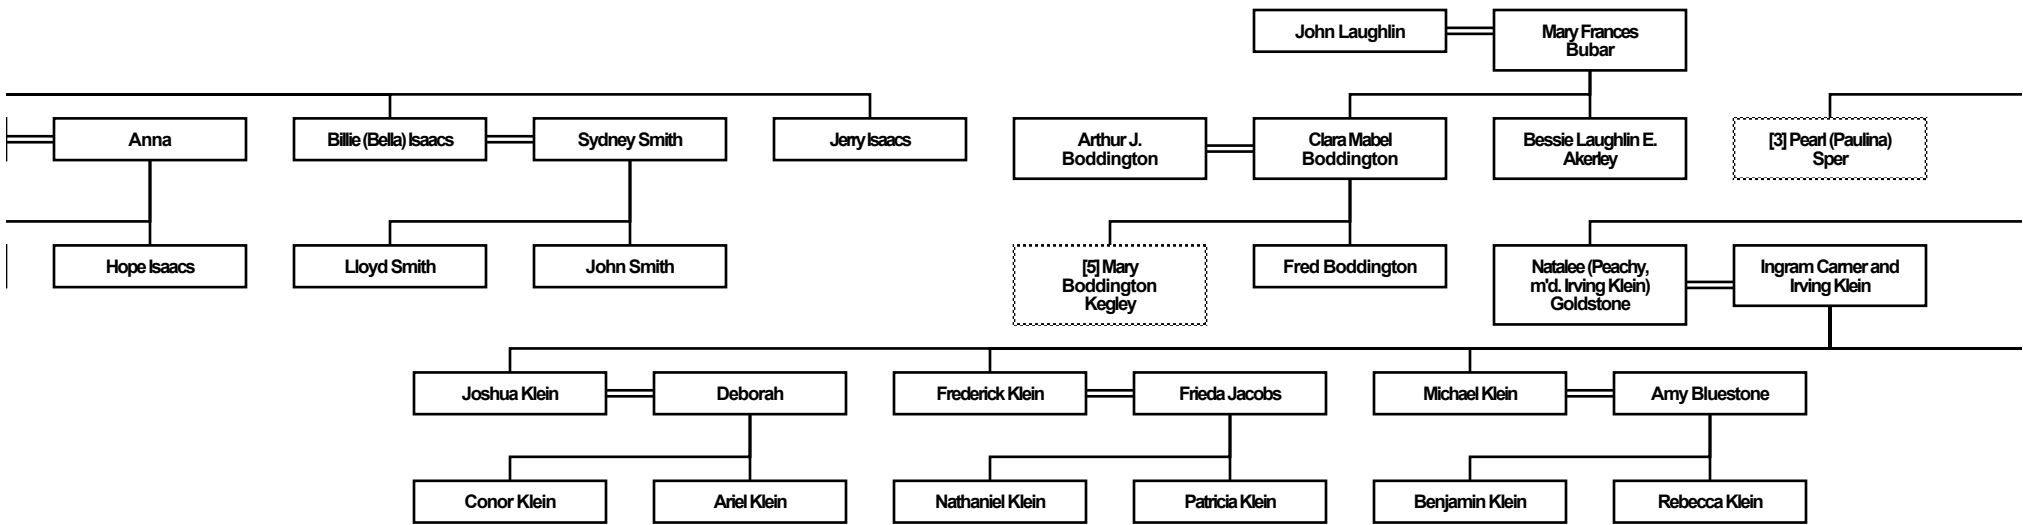 John Laughlin
Mary Frances
Bubar
Anna
Billie (Bella) Isaacs
Sydney Smith
Jerry Isaacs
Arthur J.
Boddington
Clara Mabel
Boddington
Bessie Laughlin E.
Akerley
[3] Pearl (Paulina)
Sper
Hope Isaacs
Lloyd Smith
John Smith
[5] Mary
Boddington
Kegley
Fred Boddington
Natalee (Peachy,
m'd. Irving Klein)
Goldstone
Ingram Carner and
Irving Klein
Joshua Klein
Deborah
Frederick Klein
Frieda Jacobs
Michael Klein
Amy Bluestone
Conor Klein
Ariel Klein
Nathaniel Klein
Patricia Klein
Benjamin Klein
Rebecca Klein